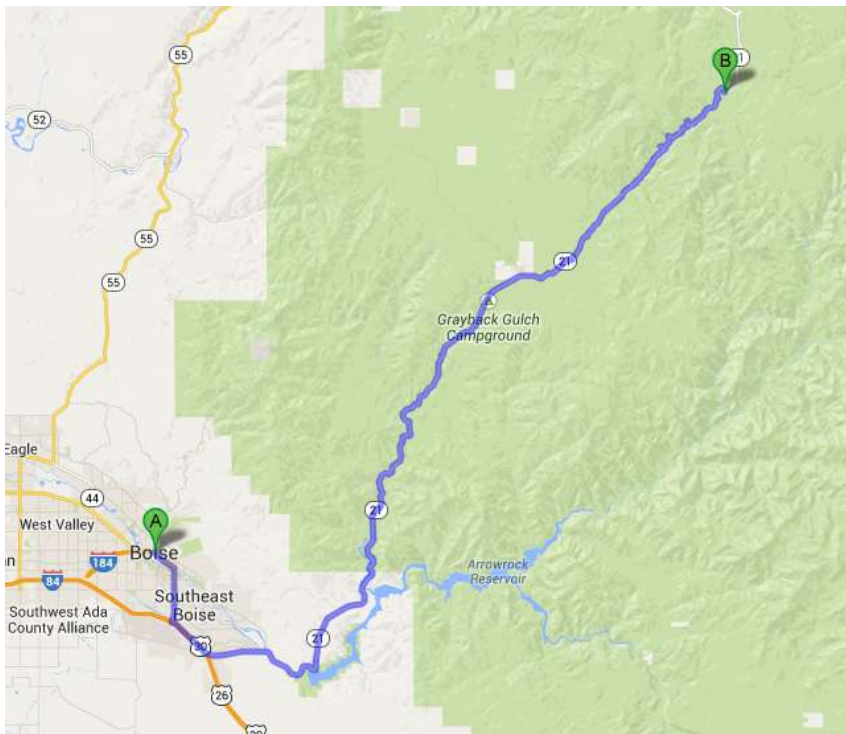 55
B
21
52
55
21
55
Grayback Gulch
Campground
Eagle
44
21
West Valley
A
Boise
184
84
Arrowrock
Reservoir
Southeast
Boise
Southwest Ada
County Alliance
21
30
26